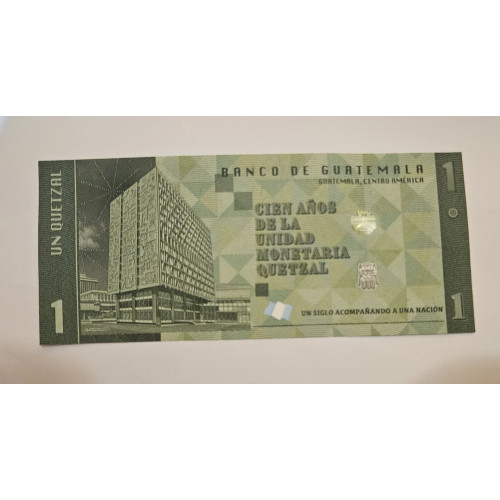 BANCO DE GUATEMALA
GUATEMALA, CENTRO AMÉRICA
UN QUETZAL
1
CIEN AÑOS
DE LA
UNIDAD
MONETARIA
QUETZAL
UN SIGLO ACOMPAÑANDO A UNA NACIÓN
1
1